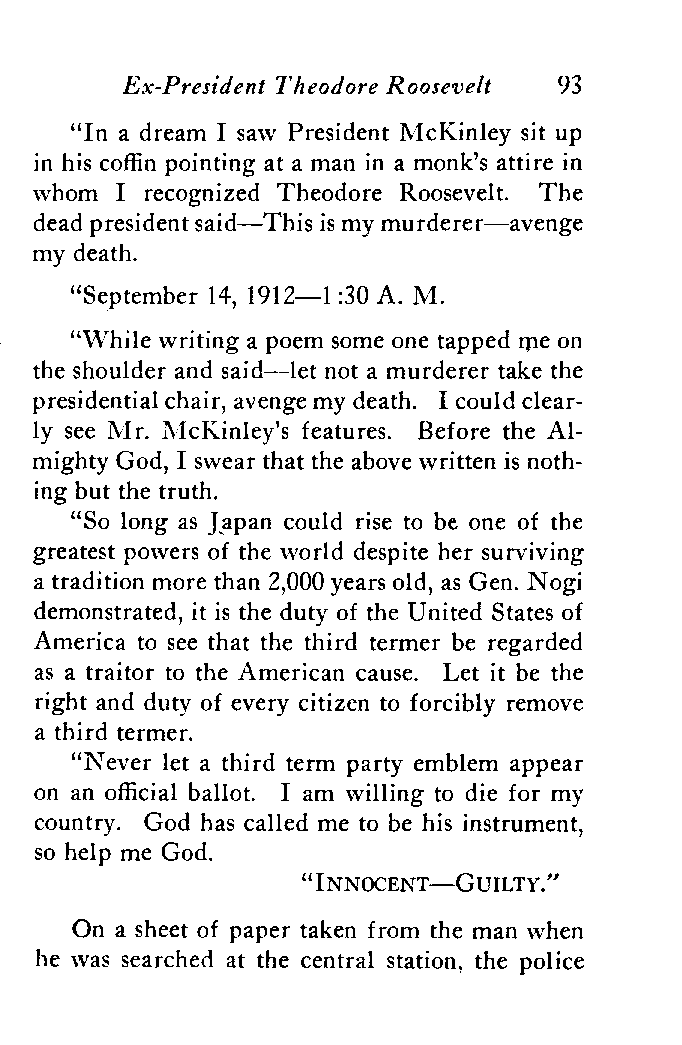 Ex-President Theodore Roosevelt 93
"In a dream I saw President McKinley sit up
in his coffin pointing at a man in a monk's attire in
whom I recognized Theodore Roosevelt. The
dead president said—This is my murderer—avenge
my death.
"September 14, 1912—1:30 A. M.
"While writing a poem some one tapped me on
the shoulder and said—let not a murderer take the
presidential chair, avenge my death. I could clear-
ly see Mr. McKinley's features. Before the Al-
mighty God, I swear that the above written is noth-
ing but the truth.
"So long as Japan could rise to be one of the
greatest powers of the world despite her surviving
a tradition more than 2,000 years old, as Gen. Nogi
demonstrated, it is the duty of the United States of
America to see that the third termer be regarded
as a traitor to the American cause. Let it be the
right and duty of every citizen to forcibly remove
a third termer.
"Never let a third term party emblem appear
on an official ballot. I am willing to die for my
country. God has called me to be his instrument,
so help me God.
"INNOCENT—GUILTY."
On a sheet of paper taken from the man when
he was searched at the central station, the police